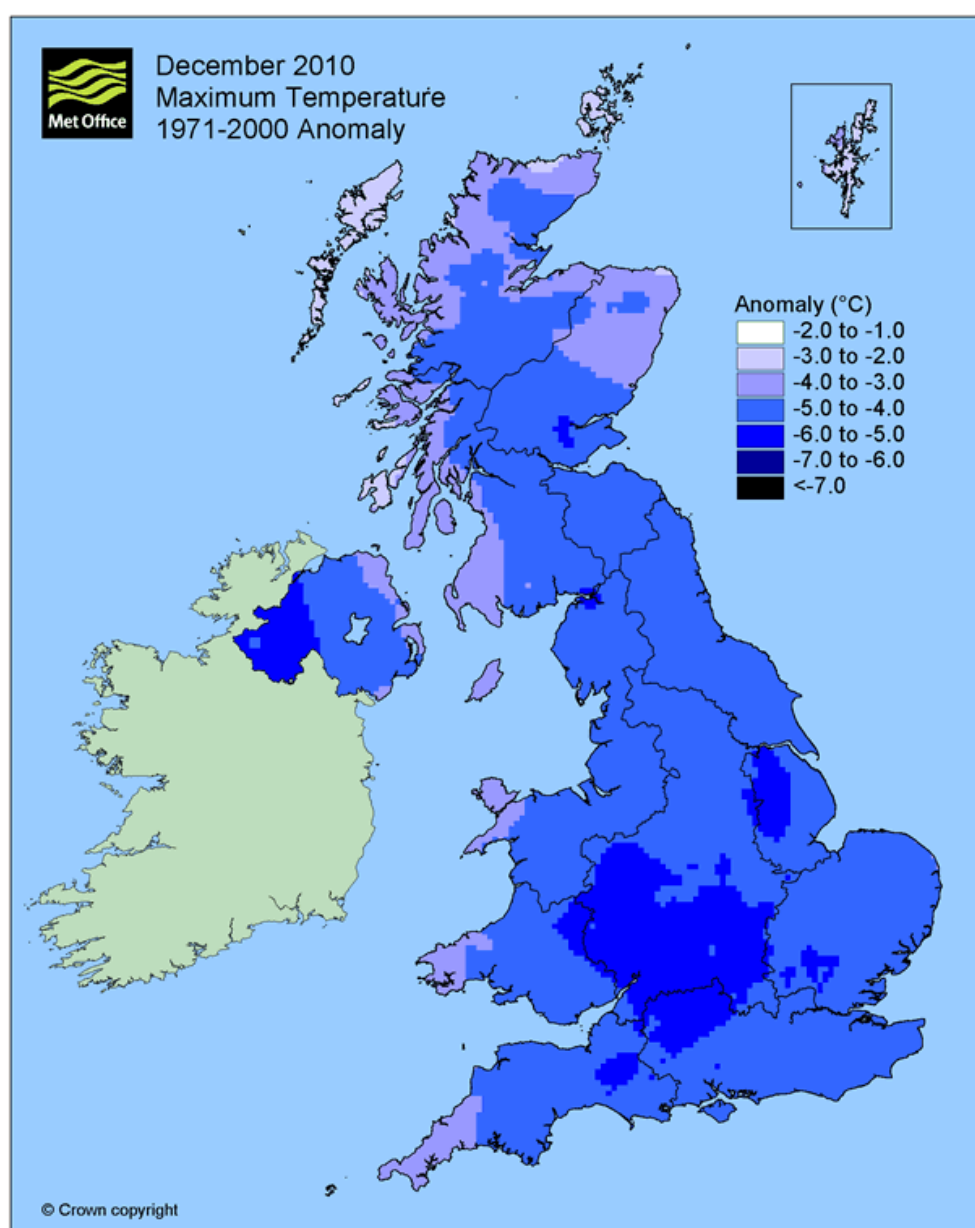 Met Office
December 2010
Maximum Temperature
1971-2000 Anomaly
Anomaly (°C)
-2.0 to -1.0
-3.0 to -2.0
-4.0 to -3.0
-5.0 to -4.0
-6.0 to -5.0
-7.0 to -6.0
<-7.0
© Crown copyright